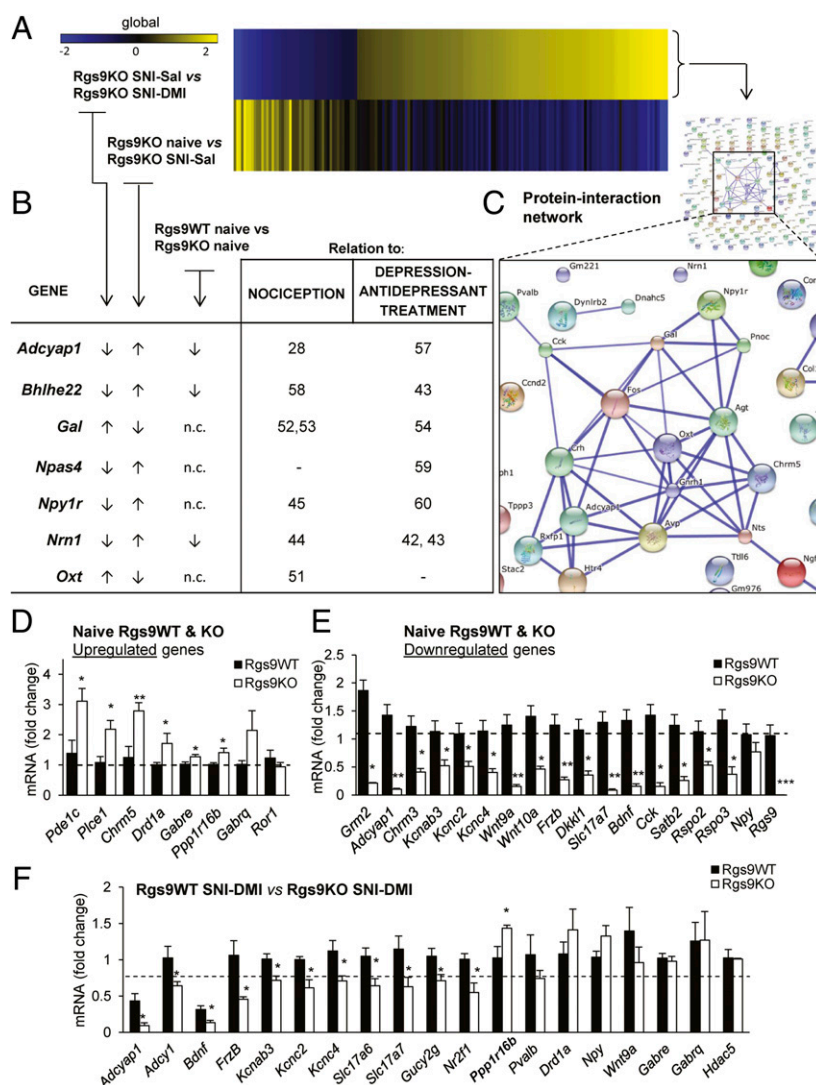 A
global
-2 2
Rgs9KO SNI-Sal vs
Rgs9KO SNI-DMI
Rgs9KO naive vs
Rgs9KO SNI-Sal
B
Rgs9WT naive vs
Rgs9KO naive
Relation to:
GENE
NOCICEPTION
DEPRESSION-
ANTIDEPRESSANT
TREATMENT
Adcyap1 ↓ ↑ ↓ 28 57
Bhlhe22 ↓ ↑ ↓ 58 43
Gal ↑ ↓ n.c. 52,53 54
Npas4 ↓ ↑ n.c. - 59
Npy1r ↓ ↑ n.c. 45 60
Nrn1 ↓ ↑ ↓ 44 42, 43
Oxt ↑ ↓ n.c. 51 -
C
Protein-interaction
network
Gm221
Nrn1
Pvalb
Dynlrb2
Dnahc5
Npy1r
Cck
Gal
Pnoc
Ccnd2
Fos
Agt
Crh
Oxt
Chrm5
Gnrh1
ph1
Tppp3
Adcyap1
Avp
Nts
Rxfp1
Stac2
Htr4
Ttll6
Gm976
D
Naive Rgs9WT & KO
Upregulated genes
Rgs9WT
Rgs9KO
mRNA (fold change)
5
4
3
2
1
0
* * ** * * *
Pde1c Plce1 Chrm5 Drd1a Gabre Ppp1r16b Gabrq Ror1
E
Naive Rgs9WT & KO
Downregulated genes
Rgs9WT
Rgs9KO
mRNA (fold change)
2.5
2
1.5
1
0.5
0
* ** * * * * ** * ** * ** ** * * * * ***
Grm2 Adcyap1 Chrm3 Kcnab3 Kcnc2 Kcnc4 Wnt9a Wnt10a Frzb Dkkl1 Slc17a7 Bdnf Cck Satb2 Rspo2 Rspo3 Npy Rgs9
F
Rgs9WT SNI-DMI vs Rgs9KO SNI-DMI
Rgs9WT
Rgs9KO
mRNA (fold change)
2
1.5
1
0.5
0
* * * * * * * * * * * *
Adcyap1 Adcy1 Bdnf FrzB Kcnab3 Kcnc2 Kcnc4 Slc17a6 Slc17a7 Gucy2g Nr2f1 Ppp1r16b Pvalb Drd1a Npy Wnt9a Gabre Gabrq Hdac5